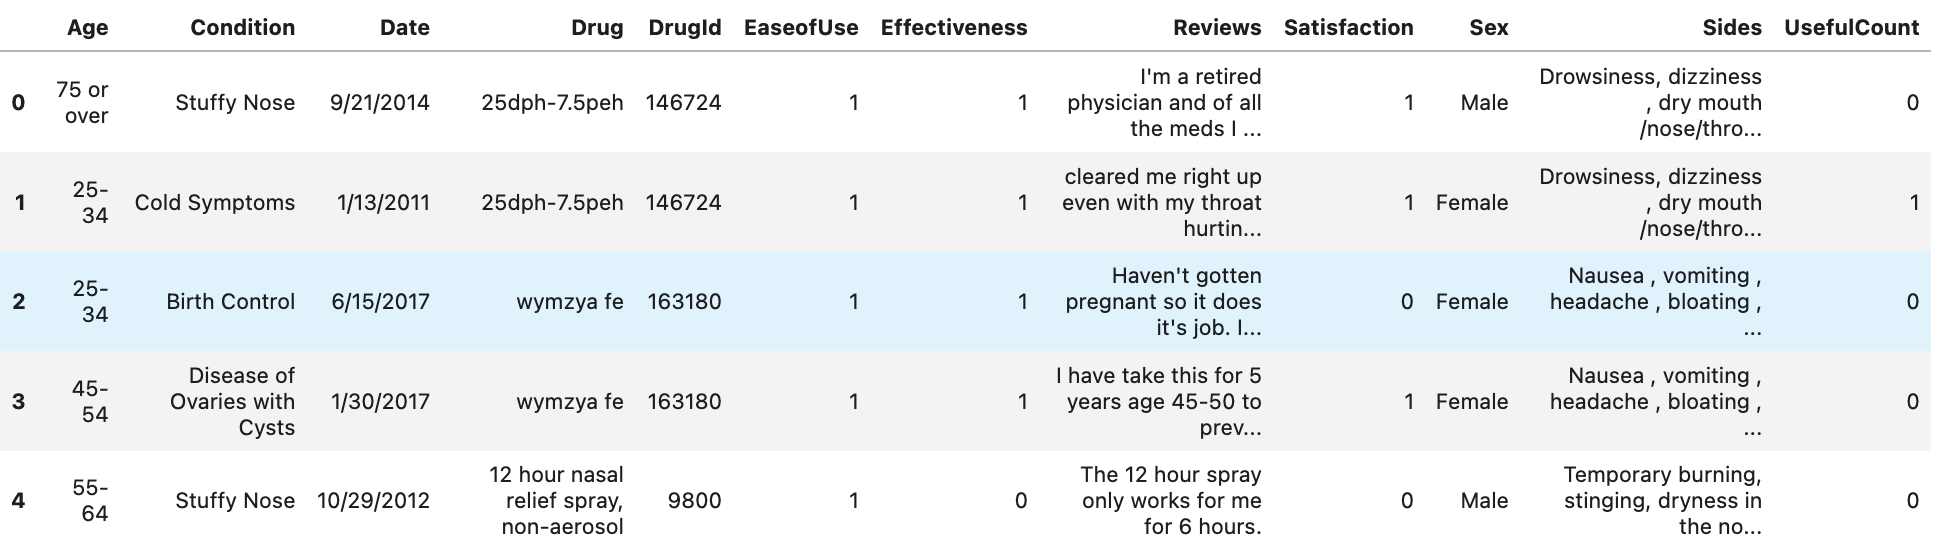 Age Condition Date Drug DrugId EaseofUse Effectiveness Reviews Satisfaction Sex Sides UsefulCount
0 75 or over Stuffy Nose 9/21/2014 25dph-7.5peh 146724 1 1 I'm a retired physician and of all the meds I ... 1 Male Drowsiness, dizziness , dry mouth /nose/thro... 0
1 25-34 Cold Symptoms 1/13/2011 25dph-7.5peh 146724 1 1 cleared me right up even with my throat hurtin... 1 Female Drowsiness, dizziness , dry mouth /nose/thro... 1
2 25-34 Birth Control 6/15/2017 wymzya fe 163180 1 1 Haven't gotten pregnant so it does it's job. I... 0 Female Nausea , vomiting , headache , bloating , ... 0
3 45-54 Disease of Ovaries with Cysts 1/30/2017 wymzya fe 163180 1 1 I have take this for 5 years age 45-50 to prev... 1 Female Nausea , vomiting , headache , bloating , ... 0
4 55-64 Stuffy Nose 10/29/2012 12 hour nasal relief spray, non-aerosol 9800 1 0 The 12 hour spray only works for me for 6 hours. 0 Male Temporary burning, stinging, dryness in the no... 0